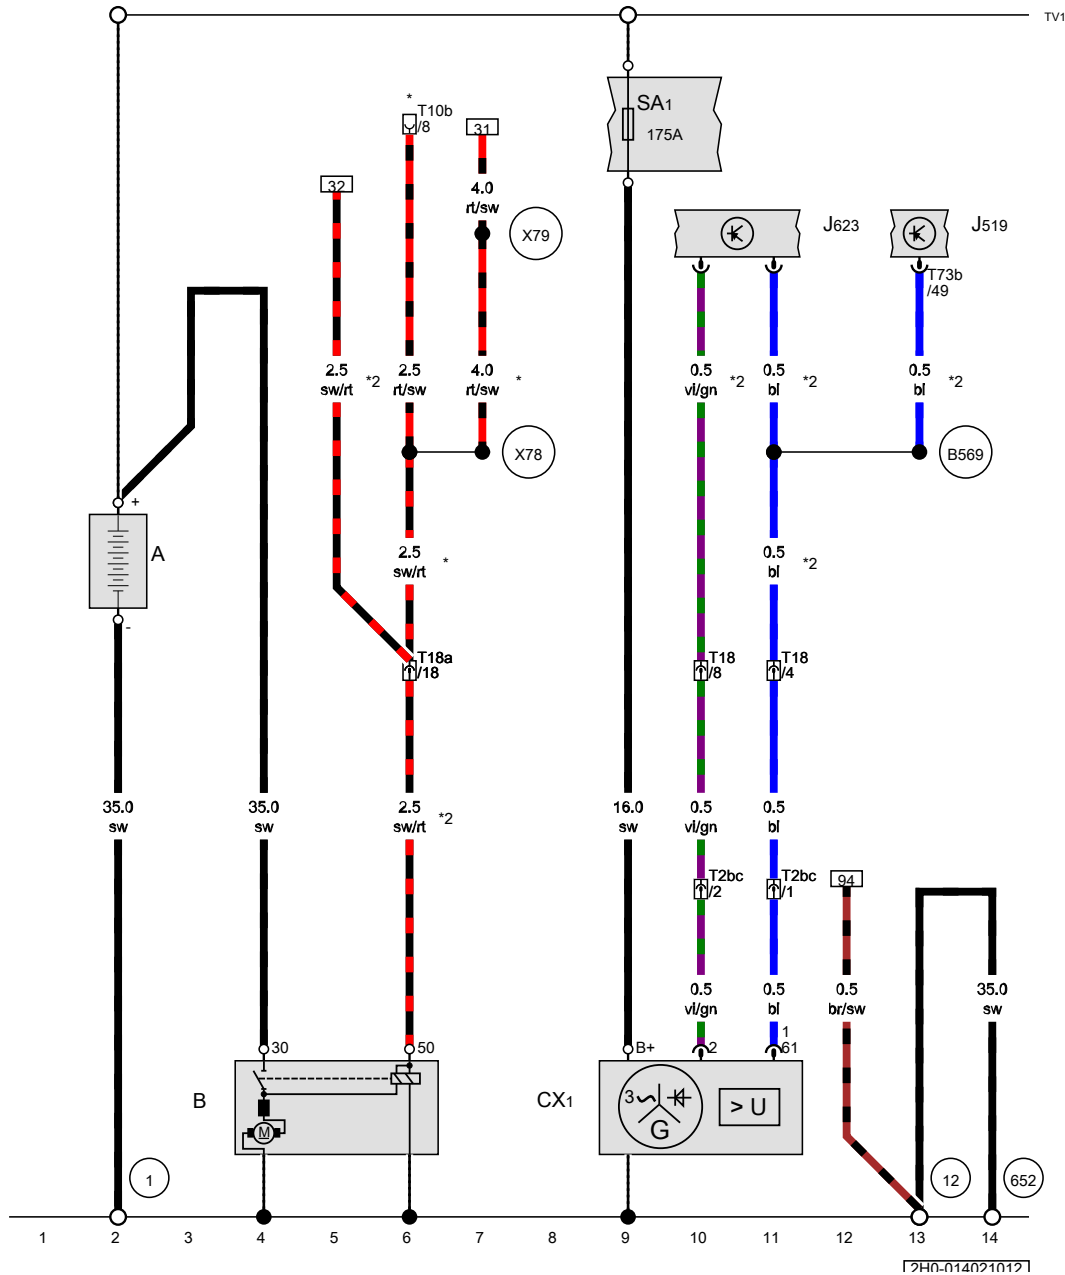 TV1
SA1
175A
*
T10b
/8
31
32
4.0
rt/sw
X79
J623
J519
T73b
/49
2.5
sw/rt
*2
2.5
rt/sw
4.0
rt/sw
*
0.5
vi/gn
*2
0.5
bl
*2
0.5
bl
*2
X78
B569
+
A
-
2.5
sw/rt
*
0.5
bl
*2
T18a
/18
T18
/8
T18
/4
35.0
sw
35.0
sw
2.5
sw/rt
*2
16.0
sw
0.5
vi/gn
0.5
bl
T2bc
/2
T2bc
/1
94
0.5
vi/gn
0.5
bl
0.5
br/sw
35.0
sw
30
50
B+
2
1
61
B
M
CX1
3
G
> U
1
12
652
1 2 3 4 5 6 7 8 9 10 11 12 13 14
2H0-014021012